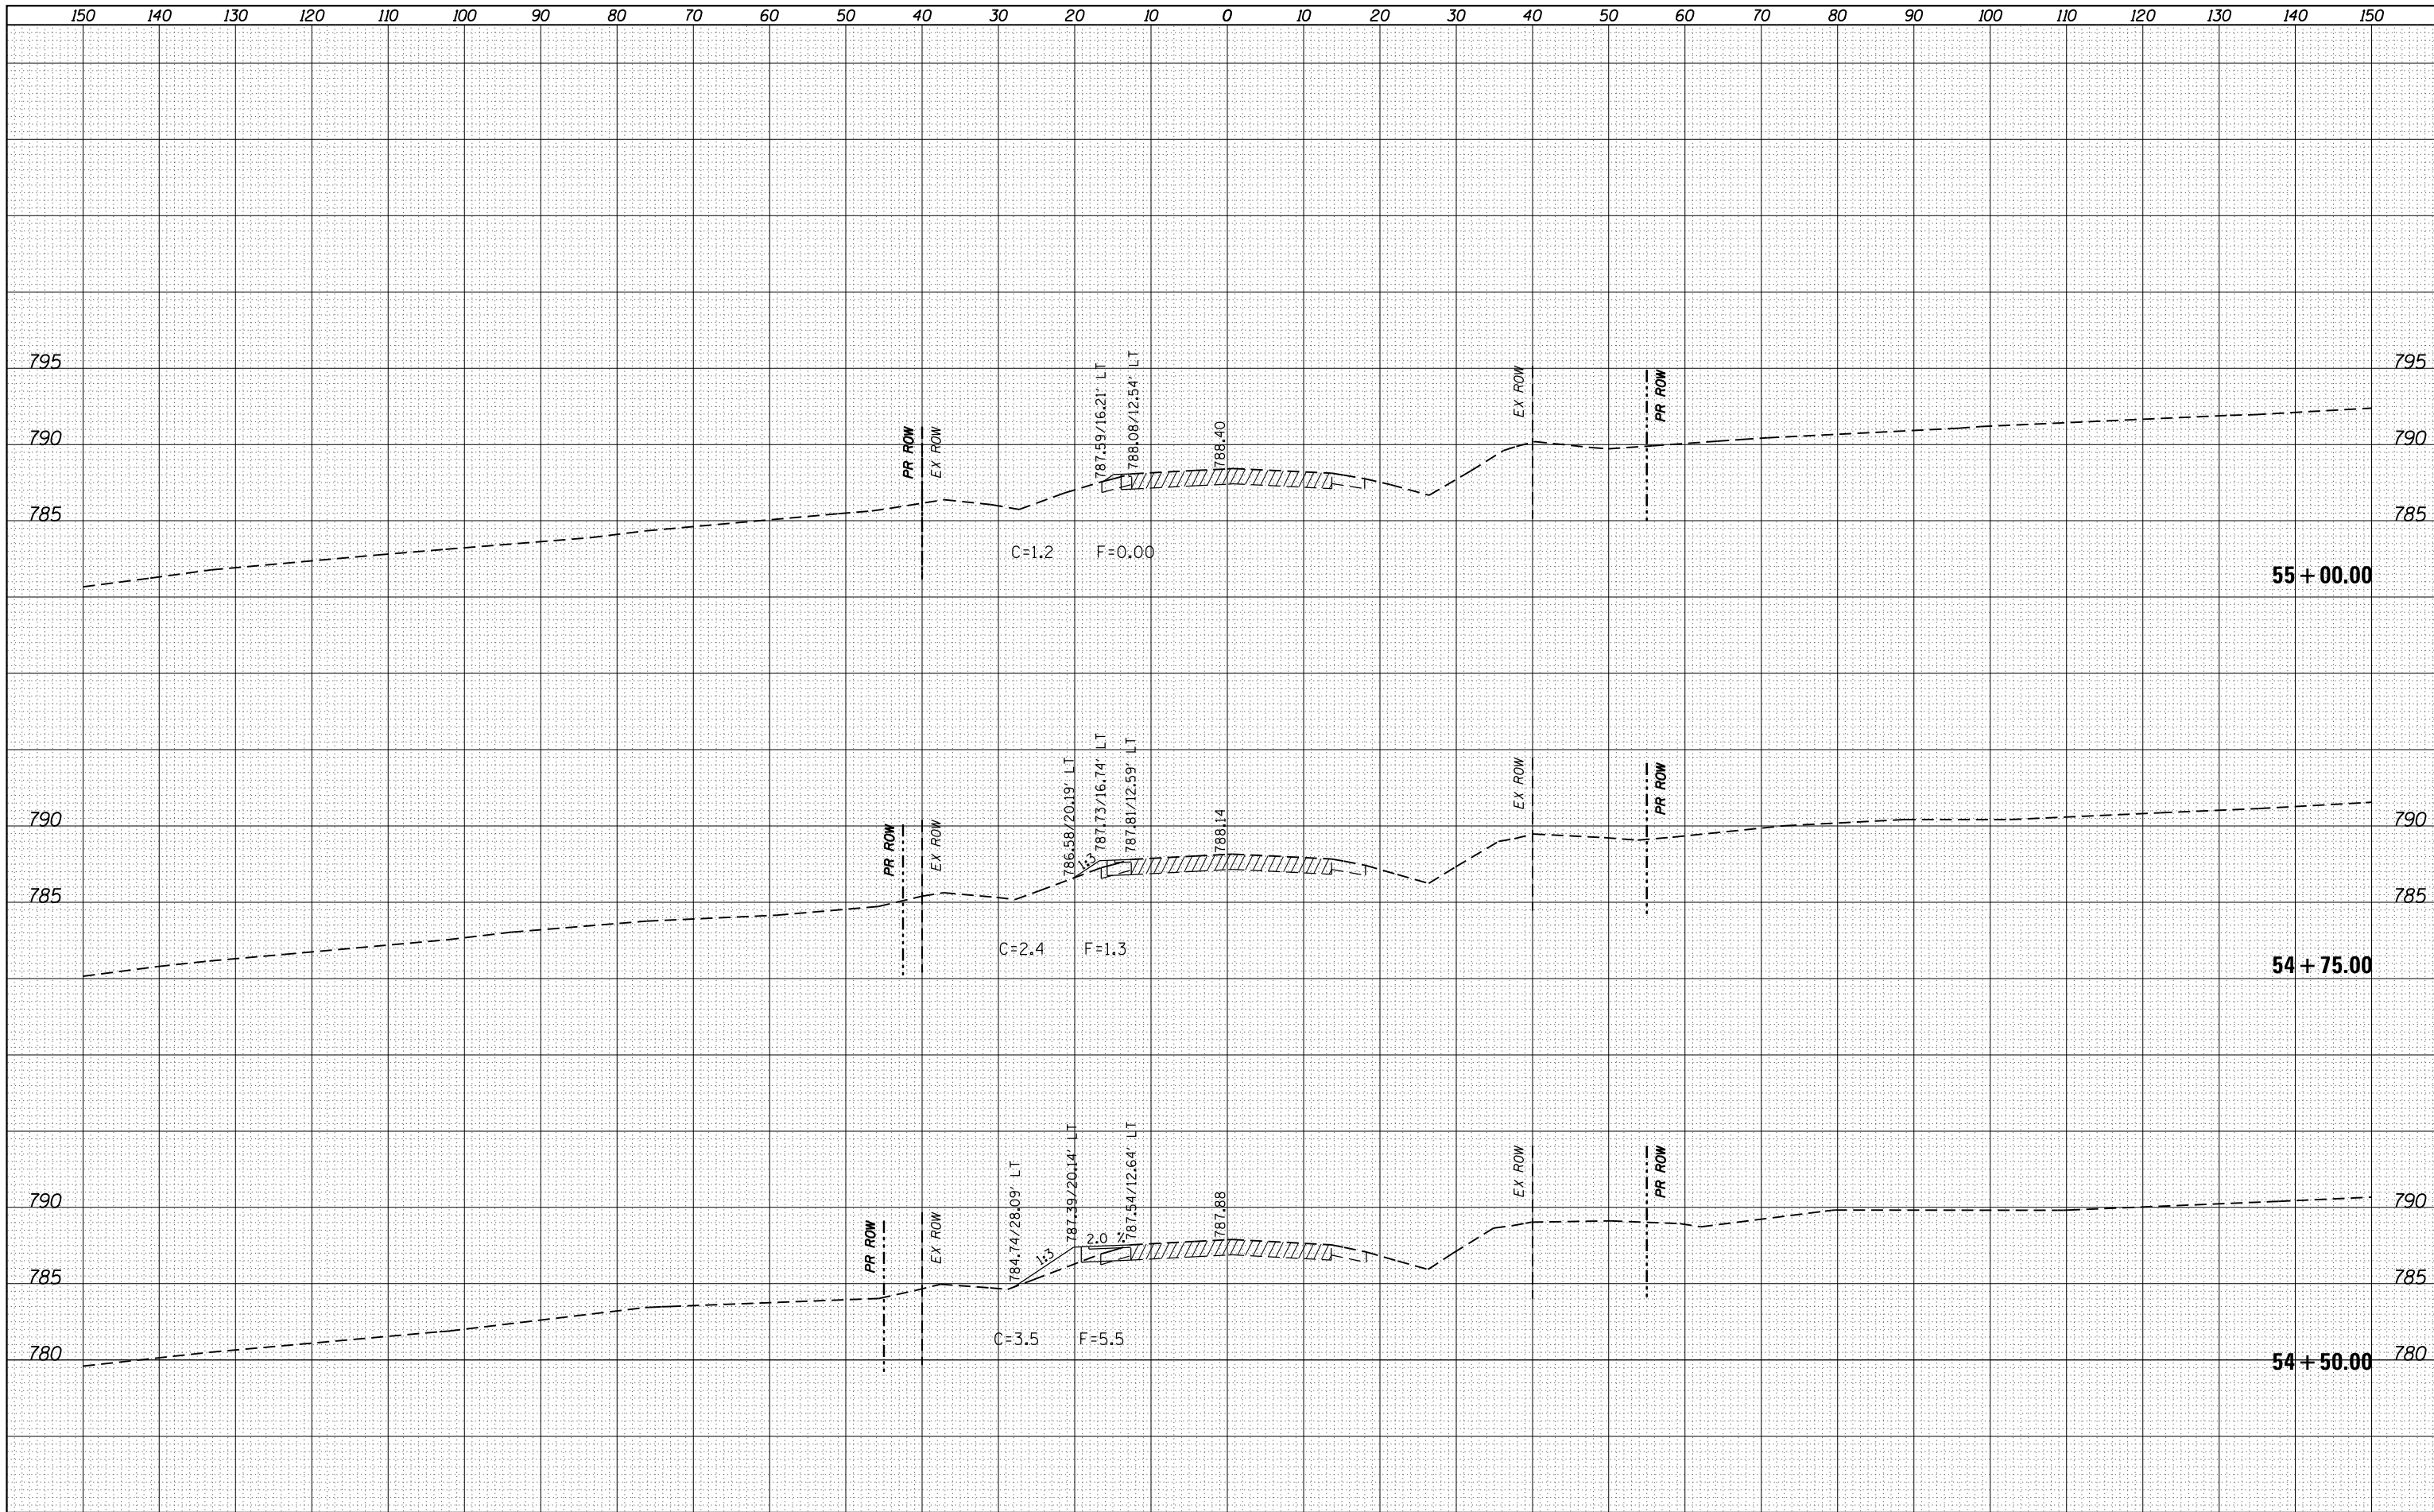 150 140 130 120 110 100 90 80 70 60 50 40 30 20 10 0 10 20 30 40 50 60 70 80 90 100 110 120 130 140 150
795 795
790 790
785 785
PR ROW
EX ROW
787.59/16.21' LT
788.08/12.54' LT
788.40
EX ROW
PR ROW
C=1.2 F=0.00
55+00.00
790 790
785 785
PR ROW
EX ROW
786.58/20.19' LT
1:3
787.73/16.74' LT
787.81/12.59' LT
788.14
EX ROW
PR ROW
C=2.4 F=1.3
54+75.00
790 790
785 785
780 780
PR ROW
EX ROW
784.74/28.09' LT
1:3
787.39/20.14' LT
2.0 %
787.54/12.64' LT
787.88
EX ROW
PR ROW
C=3.5 F=5.5
54+50.00